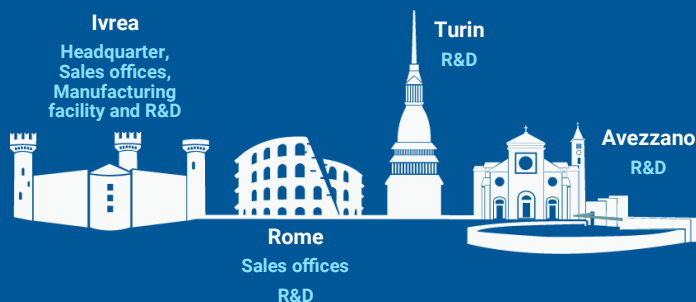 Ivrea
Headquarter,
Sales offices,
Manufacturing
facility and R&D
Rome
Sales offices
R&D
Turin
R&D
Avezzano
R&D